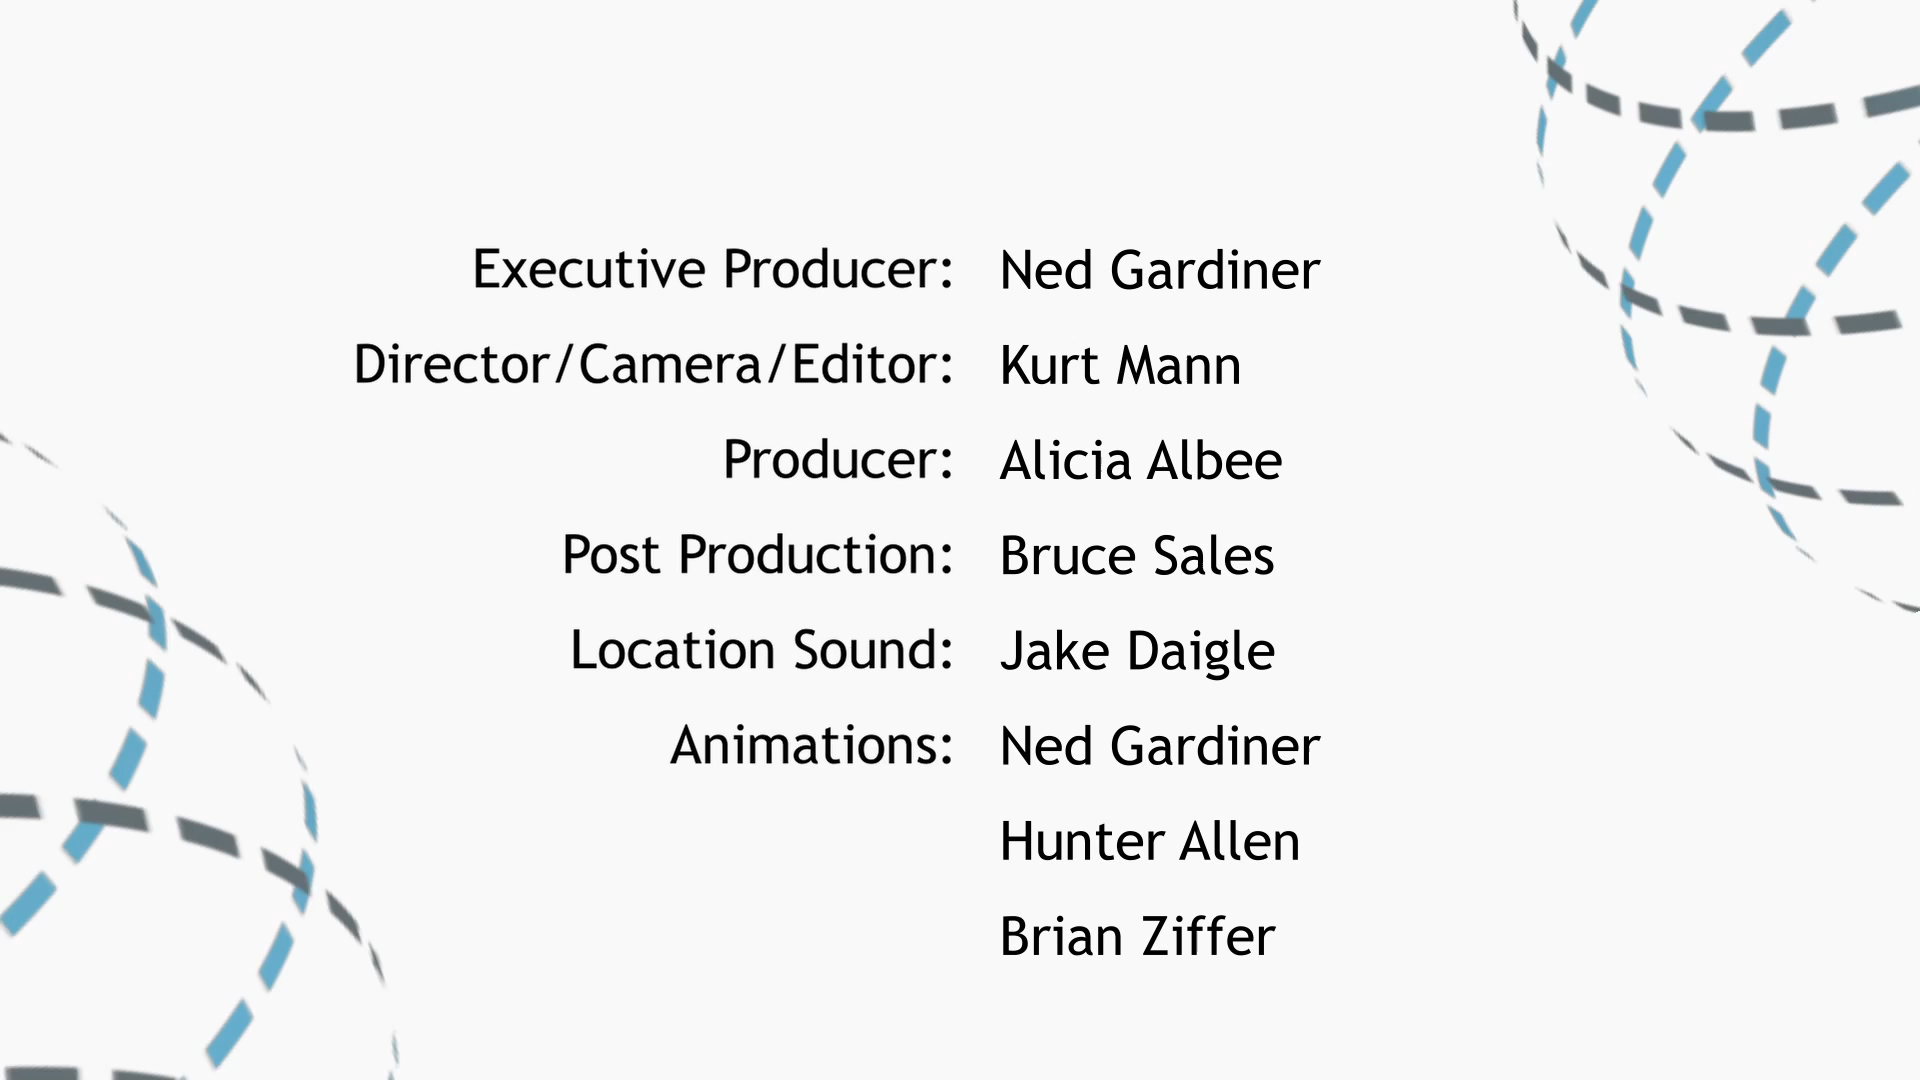 Executive Producer: Ned Gardiner
Director/Camera/Editor: Kurt Mann
Producer: Alicia Albee
Post Production: Bruce Sales
Location Sound: Jake Daigle
Animations: Ned Gardiner
Hunter Allen
Brian Ziffer